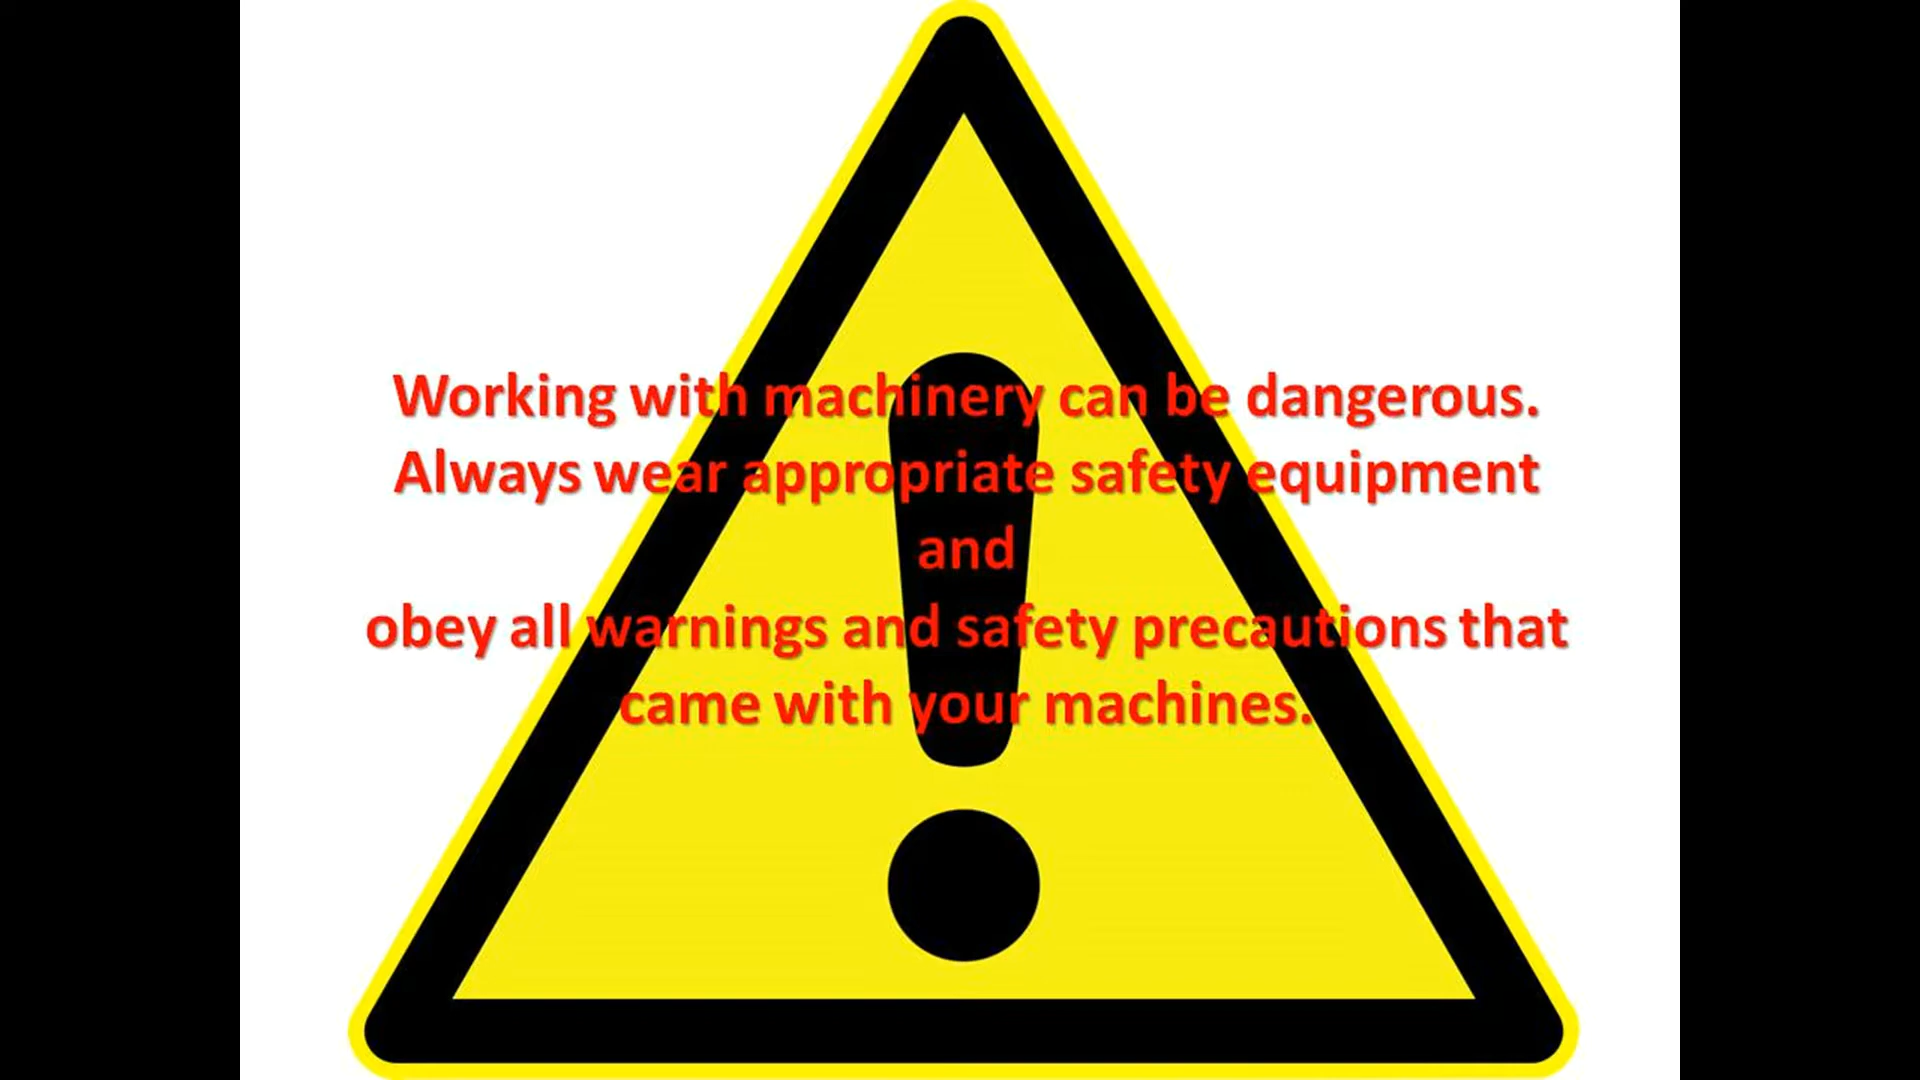 Working with machinery can be dangerous.
Always wear appropriate safety equipment
and
obey all warnings and safety precautions that
came with your machines.